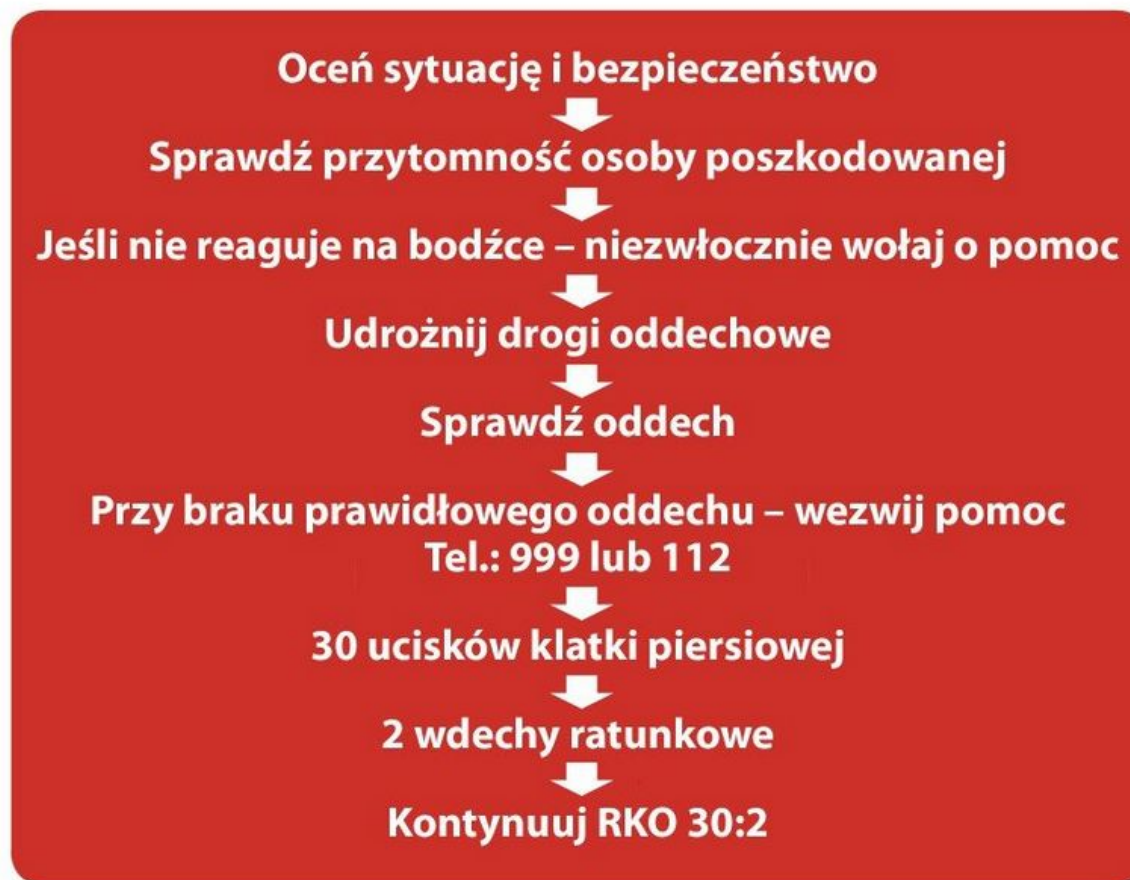 Oceń sytuację i bezpieczeństwo
Sprawdź przytomność osoby poszkodowanej
Jeśli nie reaguje na bodźce – niezwłocznie wołaj o pomoc
Udrożnij drogi oddechowe
Sprawdź oddech
Przy braku prawidłowego oddechu – wezwij pomoc
Tel.: 999 lub 112
30 ucisków klatki piersiowej
2 wdechy ratunkowe
Kontynuuj RKO 30:2